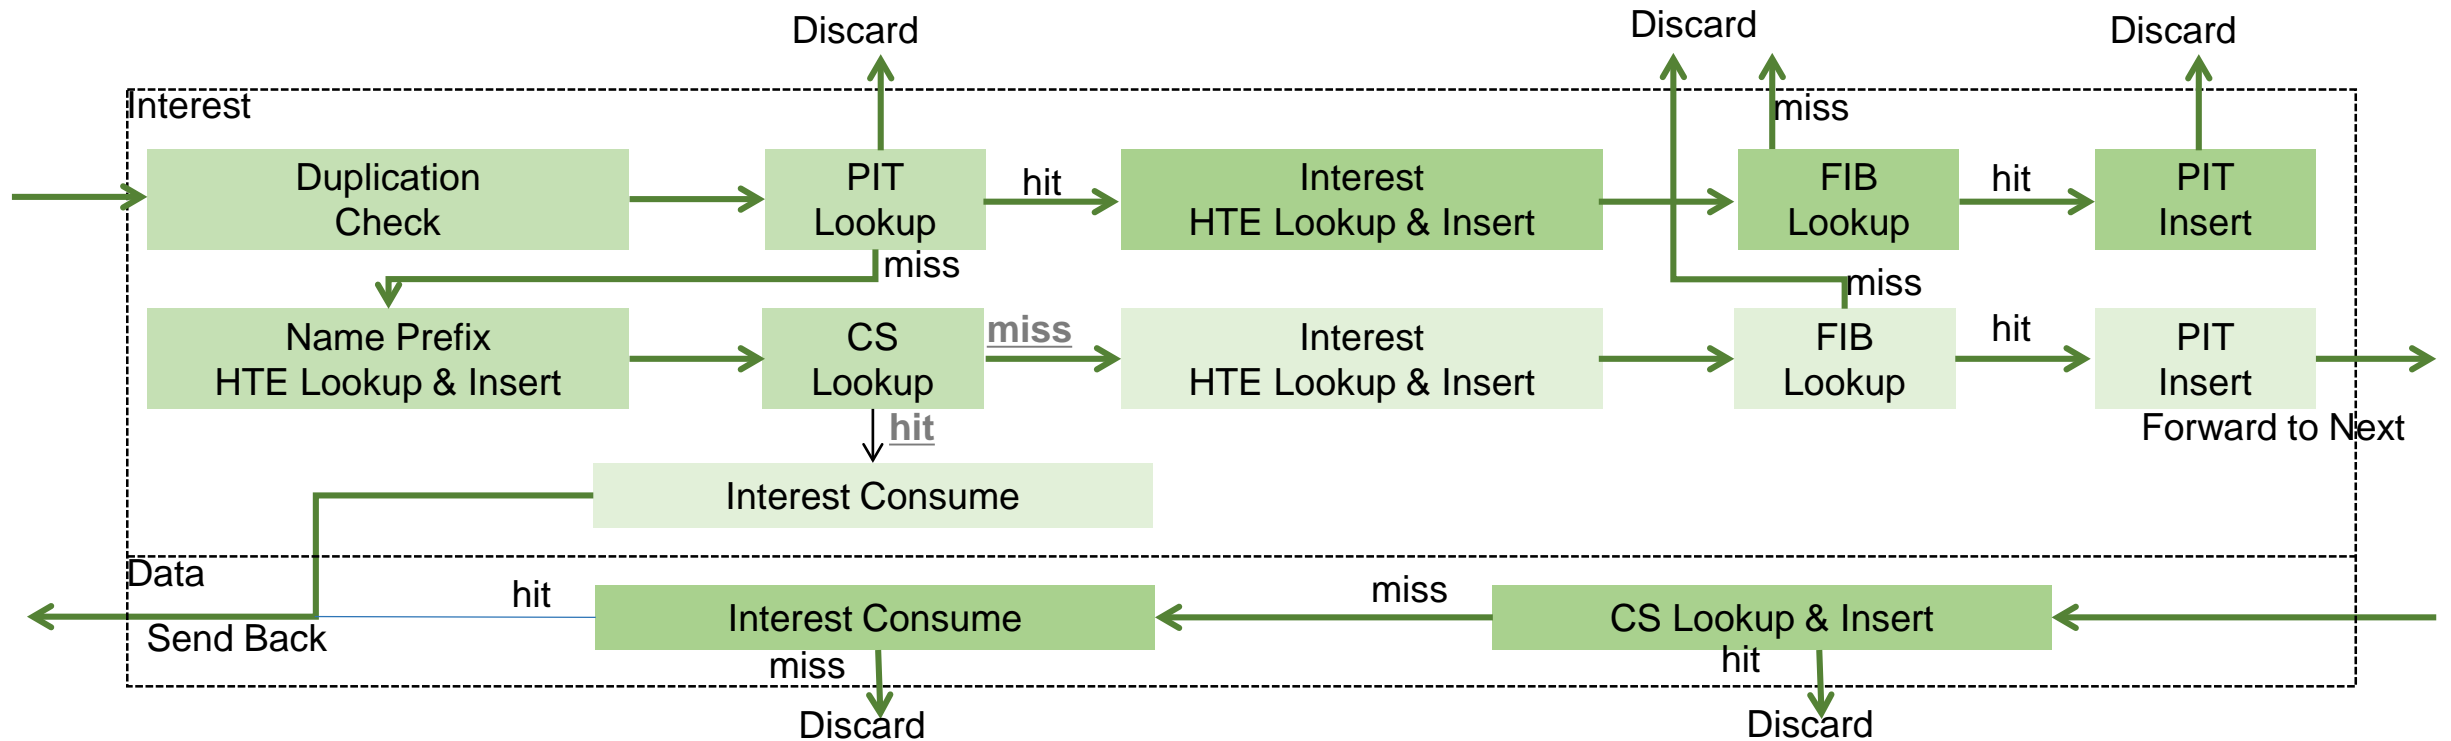 Discard
Discard
Discard
Interest
miss
Duplication
Check
PIT
Lookup
hit
Interest
HTE Lookup & Insert
FIB
Lookup
hit
PIT
Insert
miss
miss
Name Prefix
HTE Lookup & Insert
CS
Lookup
miss
Interest
HTE Lookup & Insert
FIB
Lookup
hit
PIT
Insert
hit
Forward to Next
Interest Consume
Data
hit
Interest Consume
miss
CS Lookup & Insert
Send Back
miss
hit
Discard
Discard